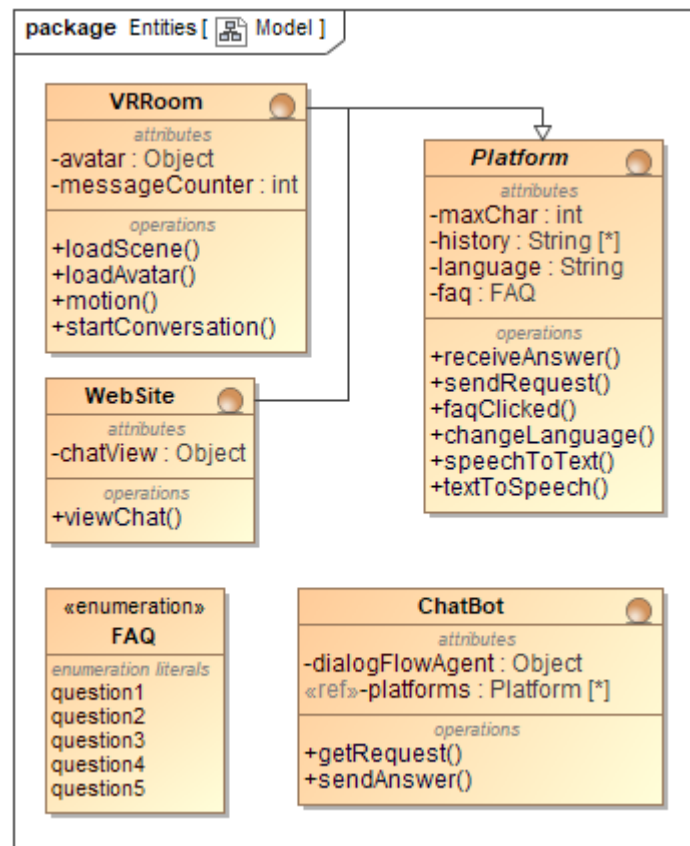 package Entities [ Model ]
VRRoom
attributes
-avatar : Object
-messageCounter : int
operations
+loadScene()
+loadAvatar()
+motion()
+startConversation()
Platform
attributes
-maxChar : int
-history : String [*]
-language : String
-faq : FAQ
operations
+receiveAnswer()
+sendRequest()
+faqClicked()
+changeLanguage()
+speechToText()
+textToSpeech()
WebSite
attributes
-chatView : Object
operations
+viewChat()
«enumeration»
FAQ
enumeration literals
question1
question2
question3
question4
question5
ChatBot
attributes
-dialogFlowAgent : Object
«ref»-platforms : Platform [*]
operations
+getRequest()
+sendAnswer()